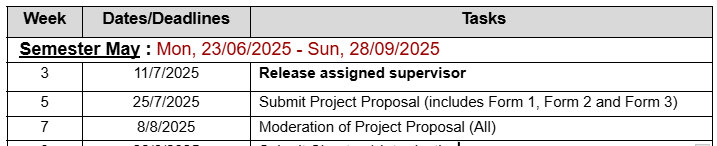 Week Dates/Deadlines Tasks
Semester May : Mon, 23/06/2025 - Sun, 28/09/2025
3 11/7/2025 Release assigned supervisor
5 25/7/2025 Submit Project Proposal (includes Form 1, Form 2 and Form 3)
7 8/8/2025 Moderation of Project Proposal (All)